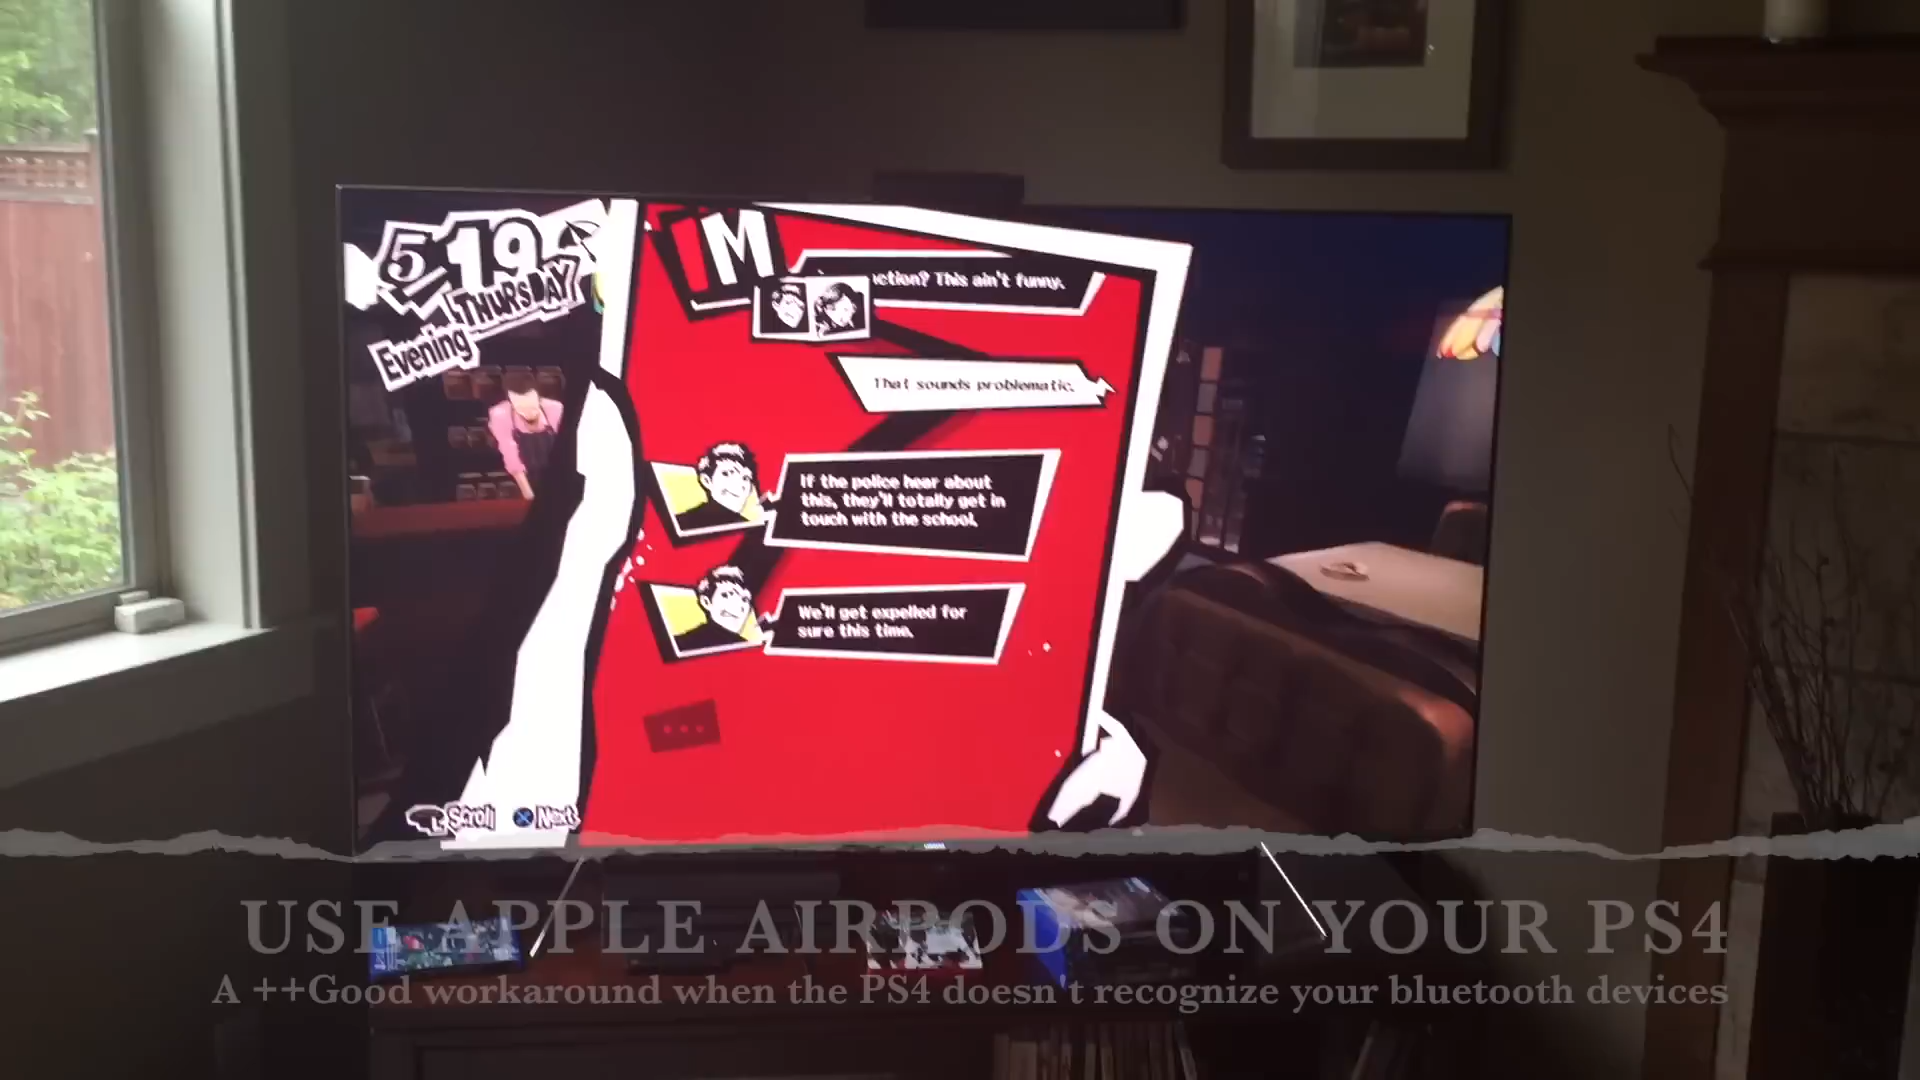 5/19
THURSDAY
Evening
IM
ction? This ain't funny.
That sounds problematic.
If the police hear about
this, they'll totally get in
touch with the school.
We'll get expelled for
sure this time.
...
L Scroll
Next
USE APPLE AIRPODS ON YOUR PS4
A ++Good workaround when the PS4 doesn't recognize your bluetooth devices